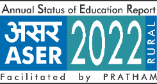 Annual Status of Education Report
असर
ASER
2022
RURAL
Facilitated by PRATHAM